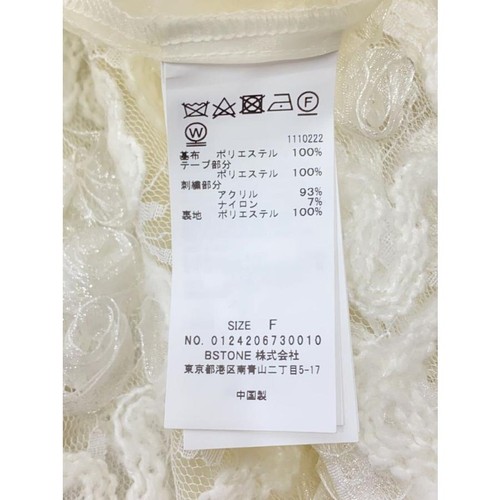 F
W
1110222
基布 ポリエステル 100%
テープ部分
ポリエステル 100%
刺繍部分
アクリル 93%
ナイロン 7%
裏地 ポリエステル 100%
SIZE F
NO. 0124206730010
BSTONE 株式会社
東京都港区南青山二丁目5-17
中国製